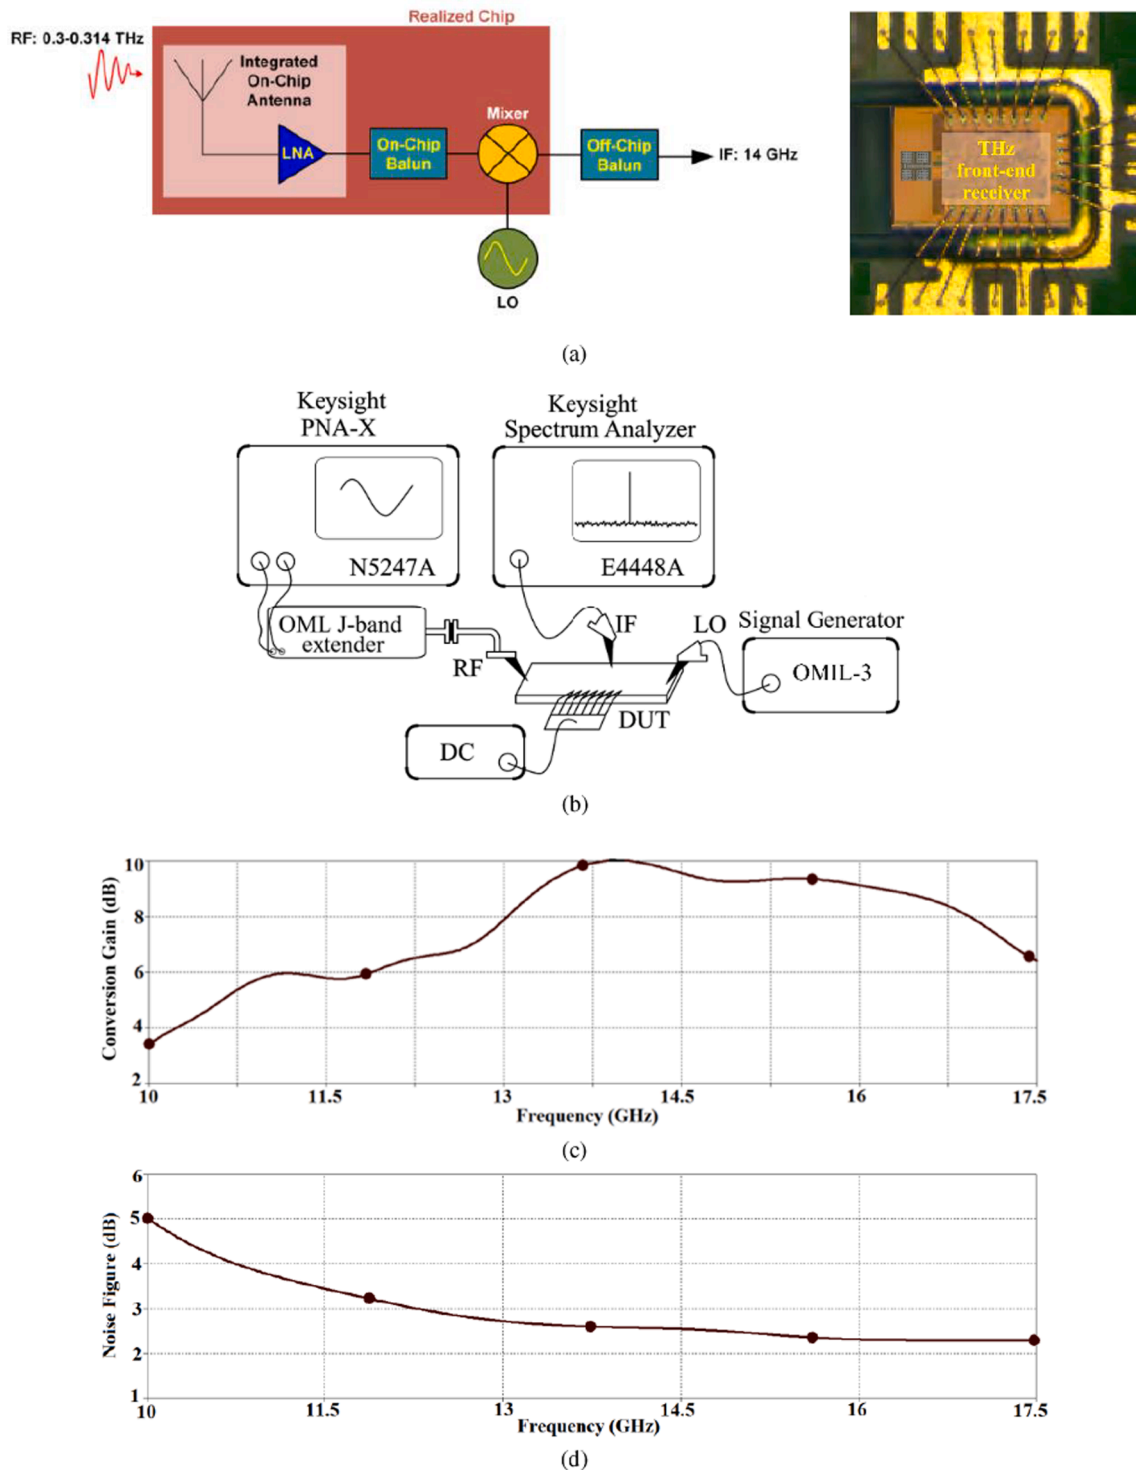 Realized Chip
RF: 0.3-0.314 THz
Integrated
On-Chip
Antenna
LNA
On-Chip
Balun
Mixer
Off-Chip
Balun
IF: 14 GHz
LO
THz
front-end
receiver
(a)
Keysight
PNA-X
N5247A
Keysight
Spectrum Analyzer
E4448A
OML J-band
extender
RF
IF
LO
Signal Generator
OMIL-3
DUT
DC
(b)
Conversion Gain (dB)
10
8
6
4
2
10 11.5 13 14.5 16 17.5
Frequency (GHz)
(c)
Noise Figure (dB)
6
5
4
3
2
1
10 11.5 13 14.5 16 17.5
Frequency (GHz)
(d)